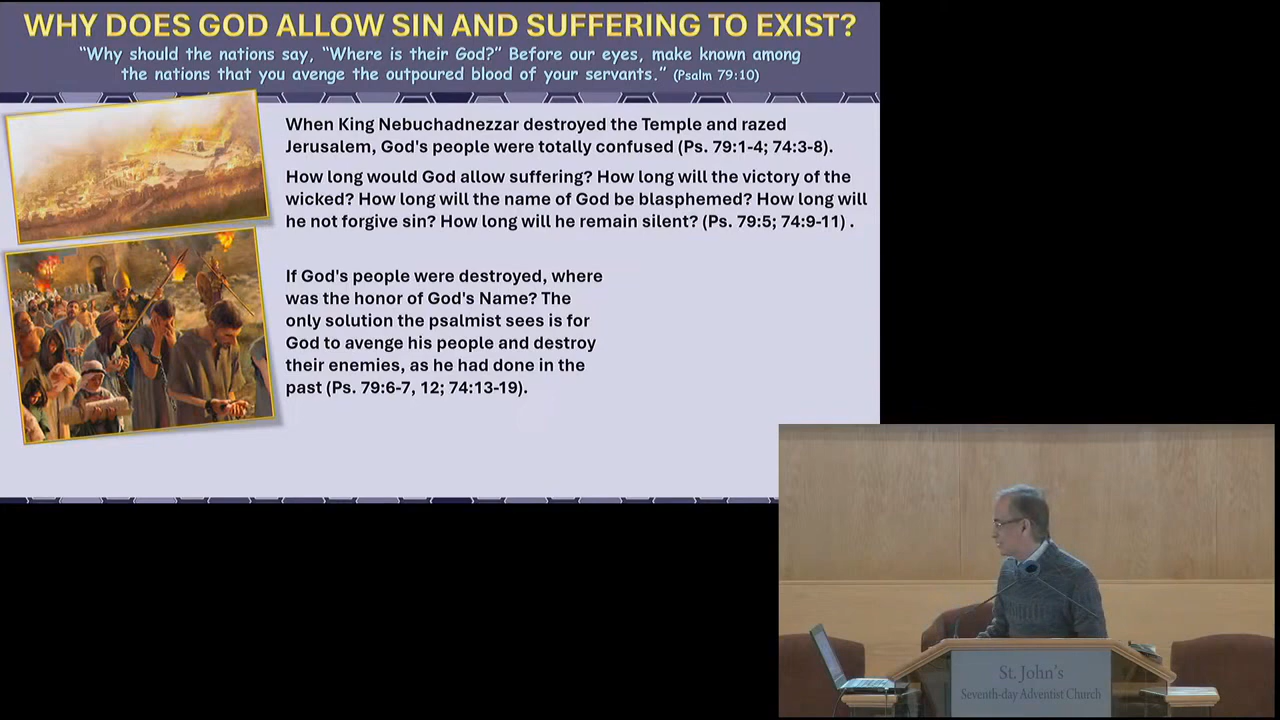 WHY DOES GOD ALLOW SIN AND SUFFERING TO EXIST?
“Why should the nations say, “Where is their God?” Before our eyes, make known among
the nations that you avenge the outpoured blood of your servants.” (Psalm 79:10)
When King Nebuchadnezzar destroyed the Temple and razed
Jerusalem, God's people were totally confused (Ps. 79:1-4; 74:3-8).
How long would God allow suffering? How long will the victory of the
wicked? How long will the name of God be blasphemed? How long will
he not forgive sin? How long will he remain silent? (Ps. 79:5; 74:9-11) .
If God's people were destroyed, where
was the honor of God's Name? The
only solution the psalmist sees is for
God to avenge his people and destroy
their enemies, as he had done in the
past (Ps. 79:6-7, 12; 74:13-19).
St. John's
Seventh-day Adventist Church